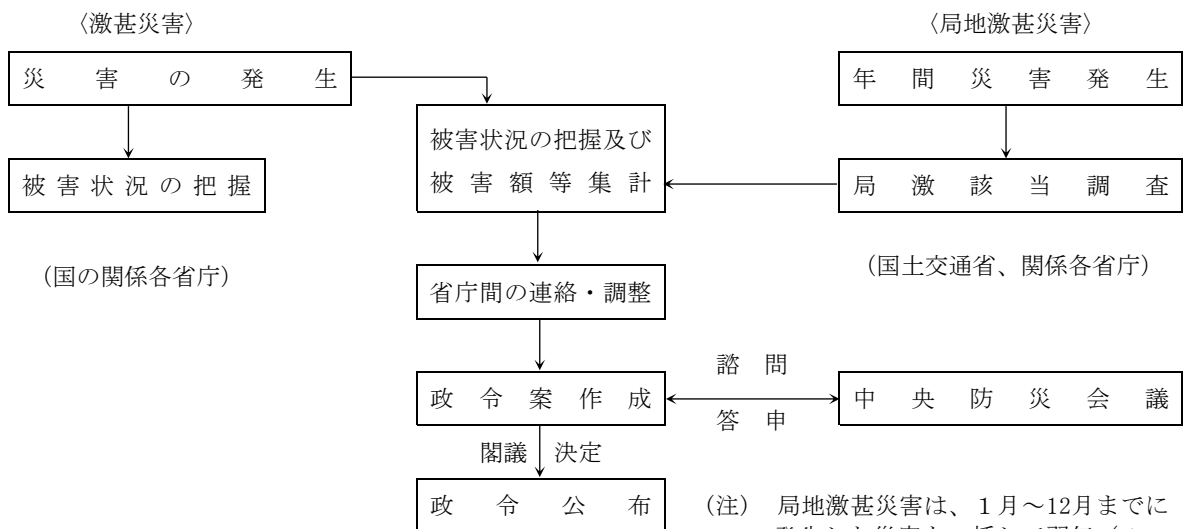 〈激甚災害〉
〈局地激甚災害〉
災害の発生
年間災害発生
被害状況の把握及び
被害額等集計
被害状況の把握
局激該当調査
(国の関係各省庁)
(国土交通省、関係各省庁)
省庁間の連絡・調整
諮問
政令案作成
中央防災会議
答申
閣議 決定
政令公布
(注) 局地激甚災害は、1月~12月までに